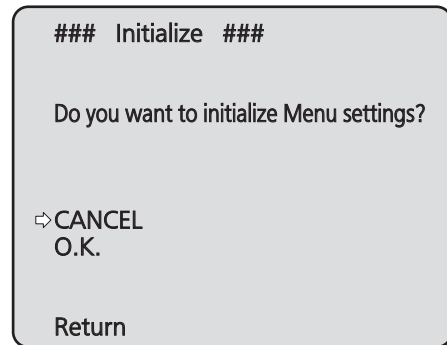 ### Initialize ###
Do you want to initialize Menu settings?
⇨CANCEL
O.K.
Return